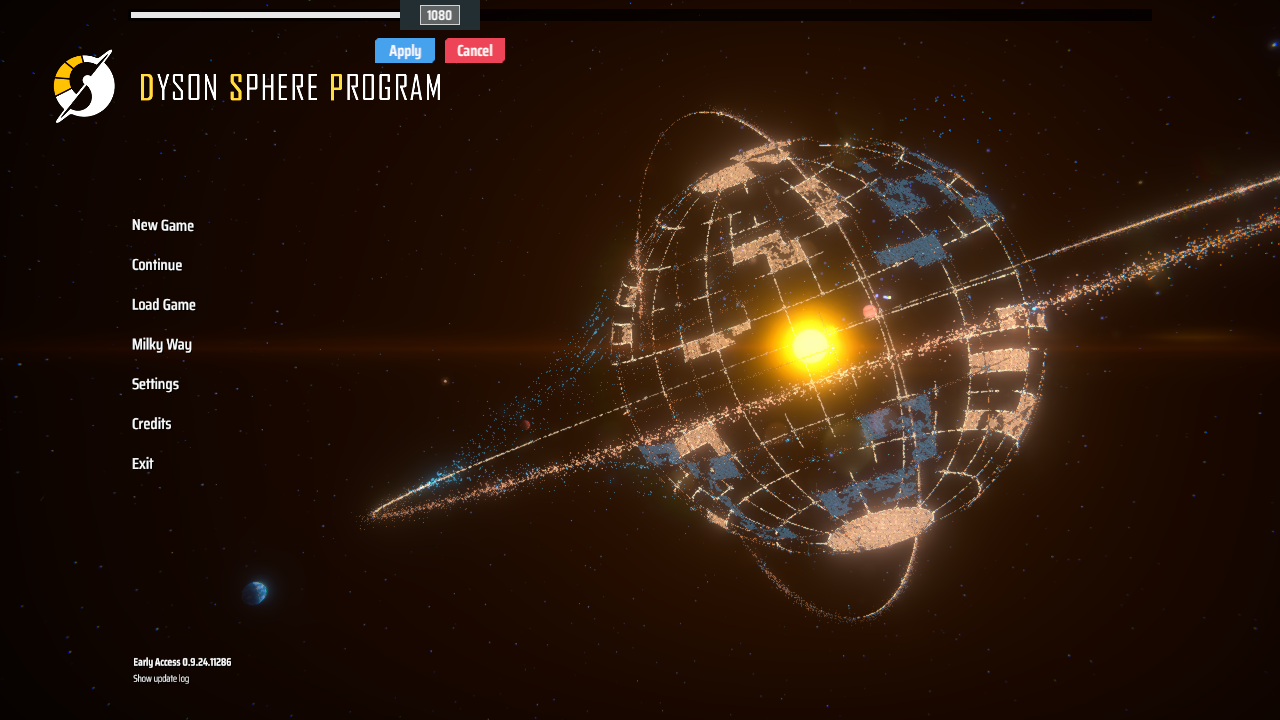 1080
Apply
Cancel
DYSON SPHERE PROGRAM
New Game
Continue
Load Game
Milky Way
Settings
Credits
Exit
Early Access 0.9.24.11286
Show update log